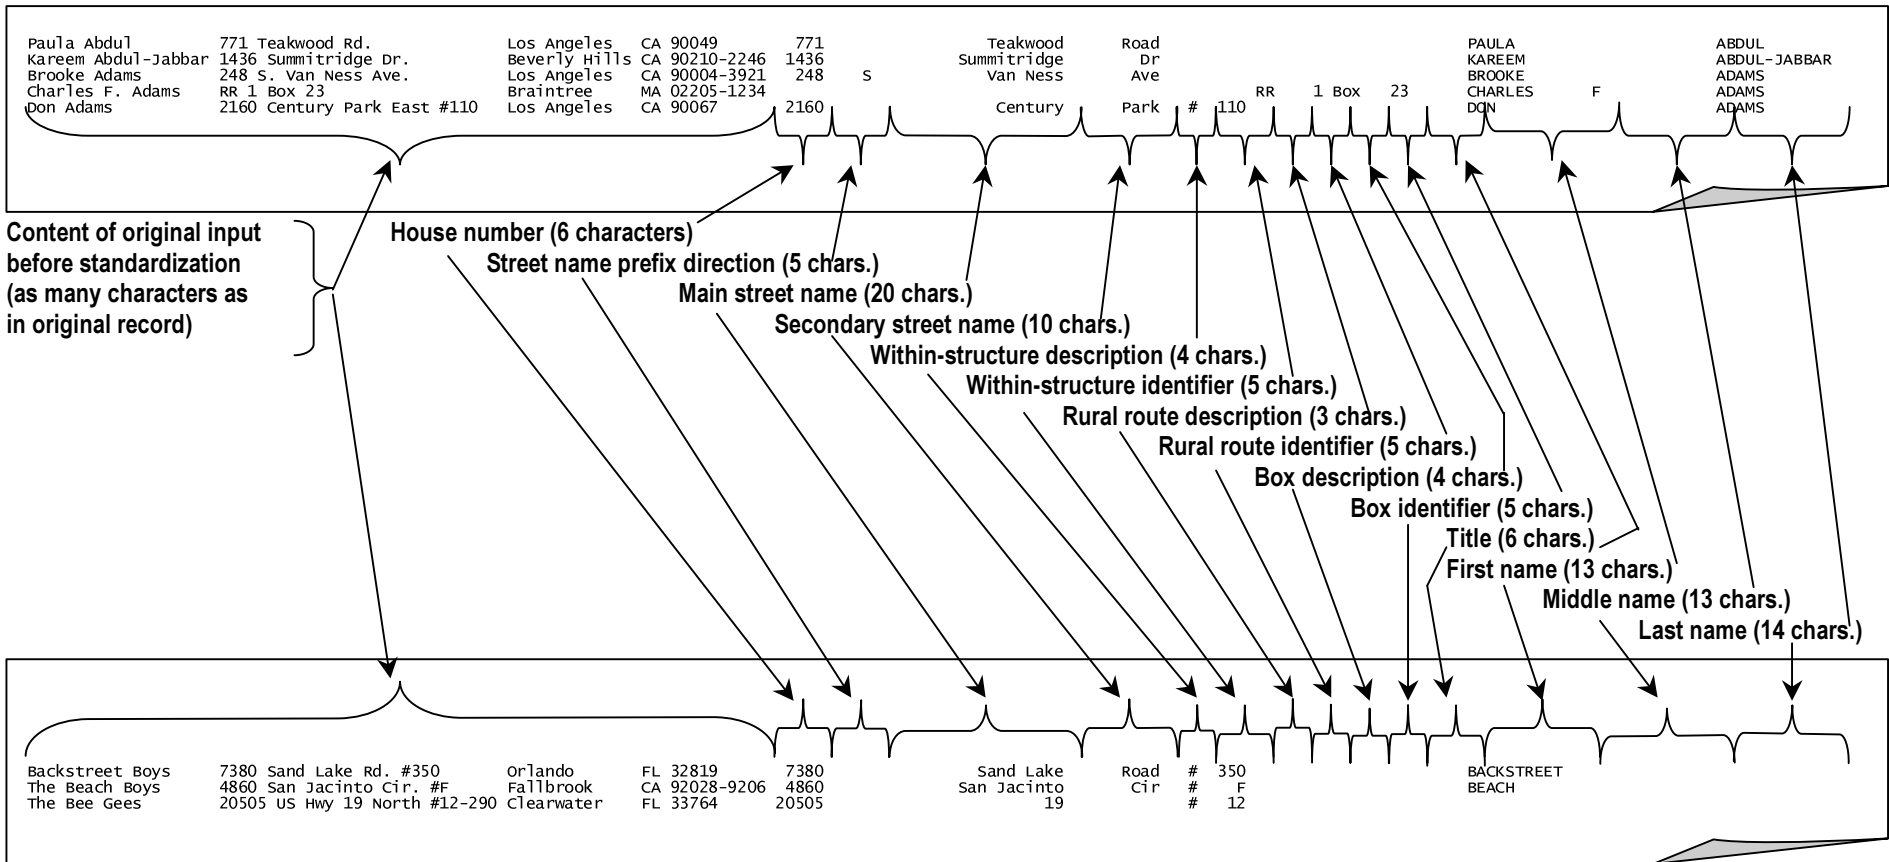 Paula Abdul 771 Teakwood Rd. Los Angeles CA 90049 771 Teakwood Road PAULA ABDUL
Kareem Abdul-Jabbar 1436 Summitridge Dr. Beverly Hills CA 90210-2246 1436 Summitridge Dr KAREEM ABDUL-JABBAR
Brooke Adams 248 S. Van Ness Ave. Los Angeles CA 90004-3921 248 S Van Ness Ave BROOKE ADAMS
Charles F. Adams RR 1 Box 23 Braintree MA 02205-1234 RR 1 Box 23 CHARLES F ADAMS
Don Adams 2160 Century Park East #110 Los Angeles CA 90067 2160 Century Park # 110 DON ADAMS
Content of original input
before standardization
(as many characters as
in original record)
House number (6 characters)
Street name prefix direction (5 chars.)
Main street name (20 chars.)
Secondary street name (10 chars.)
Within-structure description (4 chars.)
Within-structure identifier (5 chars.)
Rural route description (3 chars.)
Rural route identifier (5 chars.)
Box description (4 chars.)
Box identifier (5 chars.)
Title (6 chars.)
First name (13 chars.)
Middle name (13 chars.)
Last name (14 chars.)
Backstreet Boys 7380 Sand Lake Rd. #350 Orlando FL 32819 7380 Sand Lake Road # 350 BACKSTREET
The Beach Boys 4860 San Jacinto Cir. #F Fallbrook CA 92028-9206 4860 San Jacinto Cir # F BEACH
The Bee Gees 20505 US Hwy 19 North #12-290 Clearwater FL 33764 20505 19 # 12